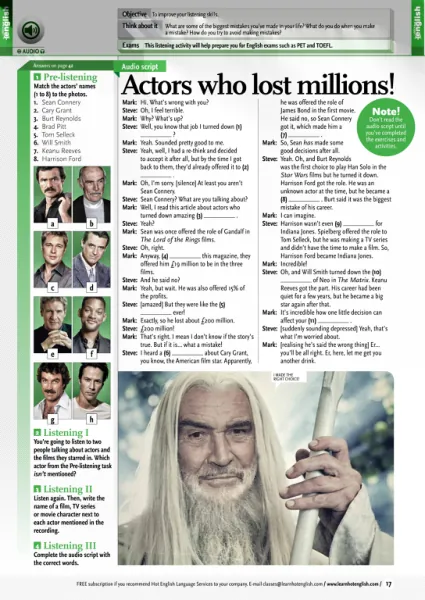 english
AUDIO
Objective To improve your listening skills.
Think about it What are some of the biggest mistakes you've made in your life? What do you do when you make
a mistake? How do you try to avoid making mistakes?
Exams This listening activity will help prepare you for English exams such as PET and TOEFL.
english
Answers on page 42
1 Pre-listening
Match the actors' names
(1 to 8) to the photos.
1. Sean Connery
2. Cary Grant
3. Burt Reynolds
4. Brad Pitt
5. Tom Selleck
6. Will Smith
7. Keanu Reeves
8. Harrison Ford
a b
c d
e f
g h
2 Listening I
You're going to listen to two
people talking about actors and
the films they starred in. Which
actor from the Pre-listening task
isn't mentioned?
3 Listening II
Listen again. Then, write the
name of a film, TV series
or movie character next to
each actor mentioned in the
recording.
4 Listening III
Complete the audio script with
the correct words.
Audio script
Actors who lost millions!
Mark: Hi. What's wrong with you?
Steve: Oh, I feel terrible.
Mark: Why? What's up?
Steve: Well, you know that job I turned down (1)
____________ ?
Mark: Yeah. Sounded pretty good to me.
Steve: Yeah, well, I had a re-think and decided
to accept it after all, but by the time I got
back to them, they'd already offered it to (2)
____________ .
Mark: Oh, I'm sorry. [silence] At least you aren't
Sean Connery.
Steve: Sean Connery? What are you talking about?
Mark: Well, I read this article about actors who
turned down amazing (3) ____________ .
Steve: Yeah?
Mark: Sean was once offered the role of Gandalf in
The Lord of the Rings films.
Steve: Oh, right.
Mark: Anyway, (4) ____________ this magazine, they
offered him £19 million to be in the three
films.
Steve: And he said no?
Mark: Yeah, but wait. He was also offered 15% of
the profits.
Steve: [amazed] But they were like the (5)
____________ ever!
Mark: Exactly, so he lost about £200 million.
Steve: £200 million!
Mark: That's right. I mean I don't know if the story's
true. But if it is... what a mistake!
Steve: I heard a (6) ____________ about Cary Grant,
you know, the American film star. Apparently,
he was offered the role of
James Bond in the first movie.
He said no, so Sean Connery
got it, which made him a
(7) ____________ .
Mark: So, Sean has made some
good decisions after all.
Steve: Yeah. Oh, and Burt Reynolds
was the first choice to play Han Solo in the
Star Wars films but he turned it down.
Harrison Ford got the role. He was an
unknown actor at the time, but he became a
(8) ____________ . Burt said it was the biggest
mistake of his career.
Mark: I can imagine.
Steve: Harrison wasn't even (9) ____________ for
Indiana Jones. Spielberg offered the role to
Tom Selleck, but he was making a TV series
and didn't have the time to make a film. So,
Harrison Ford became Indiana Jones.
Mark: Incredible!
Steve: Oh, and Will Smith turned down the (10)
____________ of Neo in The Matrix. Keanu
Reeves got the part. His career had been
quiet for a few years, but he became a big
star again after that.
Mark: It's incredible how one little decision can
affect your (11) ____________ .
Steve: [suddenly sounding depressed] Yeah, that's
what I'm worried about.
Mark: [realising he's said the wrong thing] Er...
you'll be all right. Er, here, let me get you
another drink.
Note!
Don't read the
audio script until
you've completed
the exercises and
activities.
I MADE THE
RIGHT CHOICE!
FREE subscription if you recommend Hot English Language Services to your company. E-mail classes@learnhotenglish.com / www.learnhotenglish.com / 17